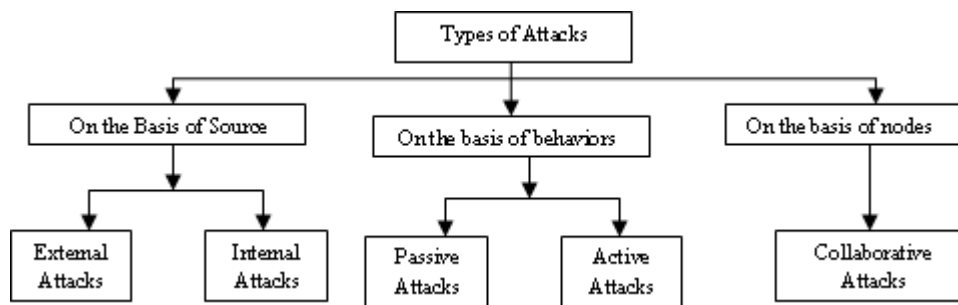 Types of Attacks
On the Basis of Source
On the basis of behaviors
On the basis of nodes
External
Attacks
Internal
Attacks
Passive
Attacks
Active
Attacks
Collaborative
Attacks